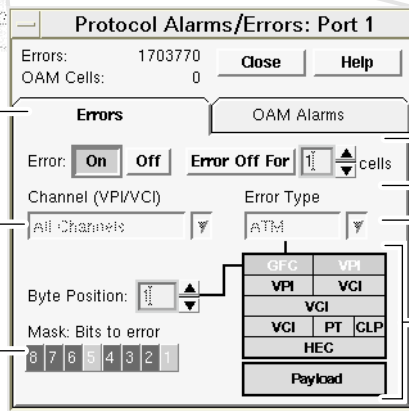 Protocol Alarms/Errors: Port 1
Errors: 1703770
OAM Cells: 0
Close Help
Errors OAM Alarms
Error: On Off Error Off For 1 cells
Channel (VPI/VCI) Error Type
All Channels ATM
GFC VPI
VPI VCI
Byte Position: 1
VCI
VCI PT CLP
Mask: Bits to error
HEC
8 7 6 5 4 3 2 1
Payload